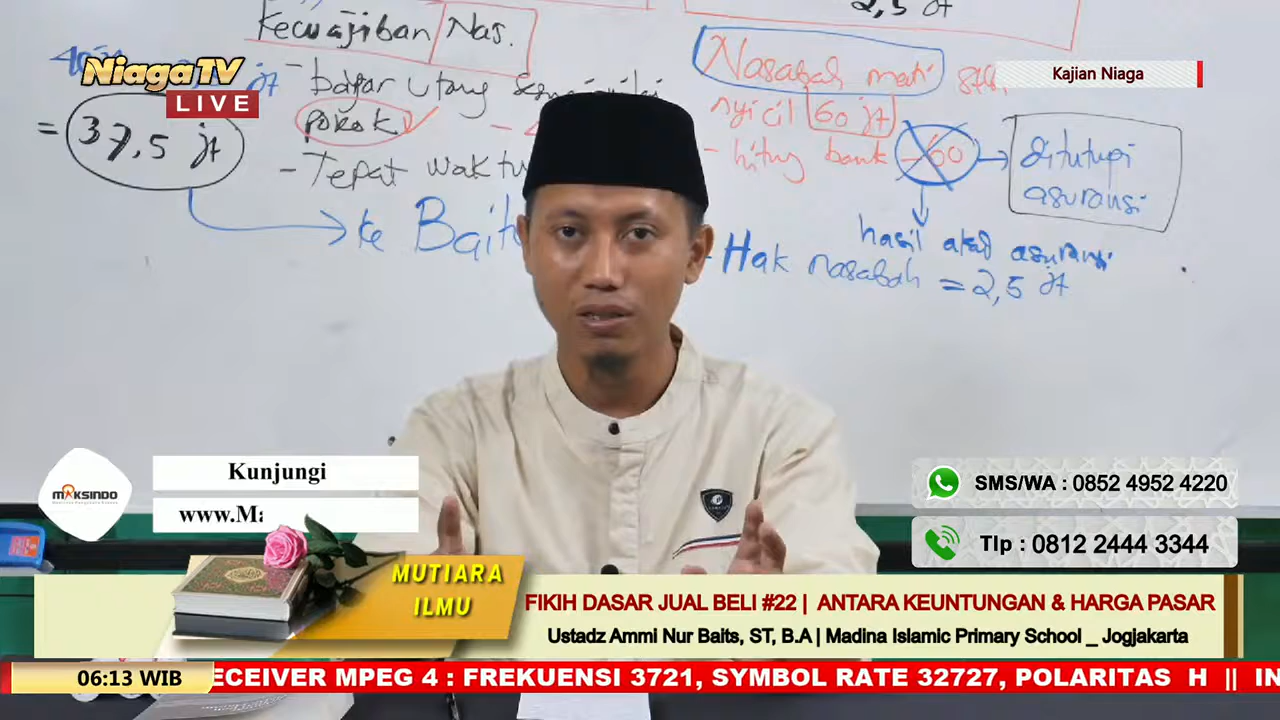 2,5 jt
Kewajiban Nas.
NiagaTV
LIVE
Kajian Niaga
- bayar utang
pokok
- Tepat waktu
= 37,5 jt
ke Bait
Nasabah mati
nyicil 60 jt
- hitung bank - 60
ditutupi
asuransi
hasil akad asuransi
- Hak nasabah = 2,5 jt
MAKSINDO
Kunjungi
www.Ma
SMS/WA : 0852 4952 4220
Tlp : 0812 2444 3344
MUTIARA
ILMU
FIKIH DASAR JUAL BELI #22 | ANTARA KEUNTUNGAN & HARGA PASAR
Ustadz Ammi Nur Baits, ST, B.A | Madina Islamic Primary School _ Jogjakarta
06:13 WIB
ECEIVER MPEG 4 : FREKUENSI 3721, SYMBOL RATE 32727, POLARITAS H || IN